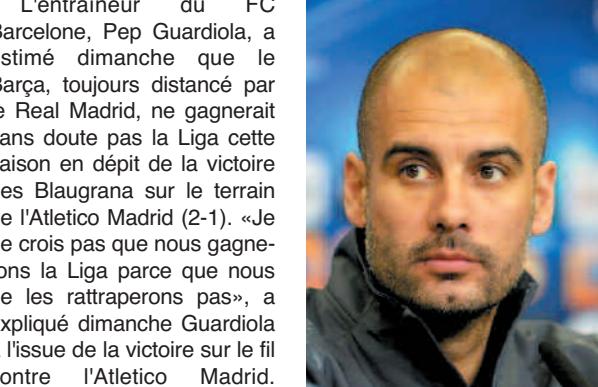 L'entraîneur du FC
Barcelone, Pep Guardiola, a
estimé dimanche que le
Barça, toujours distancé par
le Real Madrid, ne gagnerait
sans doute pas la Liga cette
saison en dépit de la victoire
des Blaugrana sur le terrain
de l'Atletico Madrid (2-1). «Je
ne crois pas que nous gagne-
rons la Liga parce que nous
ne les rattraperons pas», a
expliqué dimanche Guardiola
à l'issue de la victoire sur le fil
contre l'Atletico Madrid.